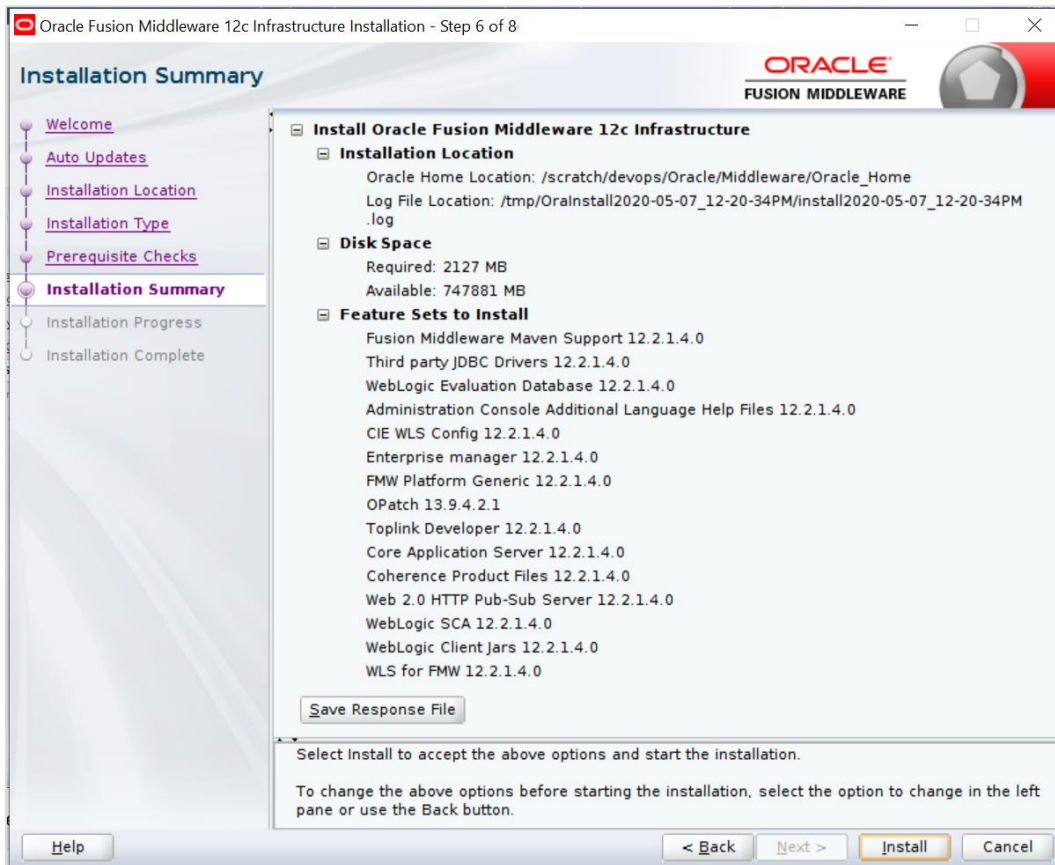 Oracle Fusion Middleware 12c Infrastructure Installation - Step 6 of 8
Installation Summary
ORACLE
FUSION MIDDLEWARE
Welcome
Auto Updates
Installation Location
Installation Type
Prerequisite Checks
Installation Summary
Installation Progress
Installation Complete
Install Oracle Fusion Middleware 12c Infrastructure
Installation Location
Oracle Home Location: /scratch/devops/Oracle/Middleware/Oracle_Home
Log File Location: /tmp/OraInstall2020-05-07_12-20-34PM/install2020-05-07_12-20-34PM
.log
Disk Space
Required: 2127 MB
Available: 747881 MB
Feature Sets to Install
Fusion Middleware Maven Support 12.2.1.4.0
Third party JDBC Drivers 12.2.1.4.0
WebLogic Evaluation Database 12.2.1.4.0
Administration Console Additional Language Help Files 12.2.1.4.0
CIE WLS Config 12.2.1.4.0
Enterprise manager 12.2.1.4.0
FMW Platform Generic 12.2.1.4.0
OPatch 13.9.4.2.1
Toplink Developer 12.2.1.4.0
Core Application Server 12.2.1.4.0
Coherence Product Files 12.2.1.4.0
Web 2.0 HTTP Pub-Sub Server 12.2.1.4.0
WebLogic SCA 12.2.1.4.0
WebLogic Client Jars 12.2.1.4.0
WLS for FMW 12.2.1.4.0
Save Response File
Select Install to accept the above options and start the installation.
To change the above options before starting the installation, select the option to change in the left
pane or use the Back button.
Help
< Back
Next >
Install
Cancel